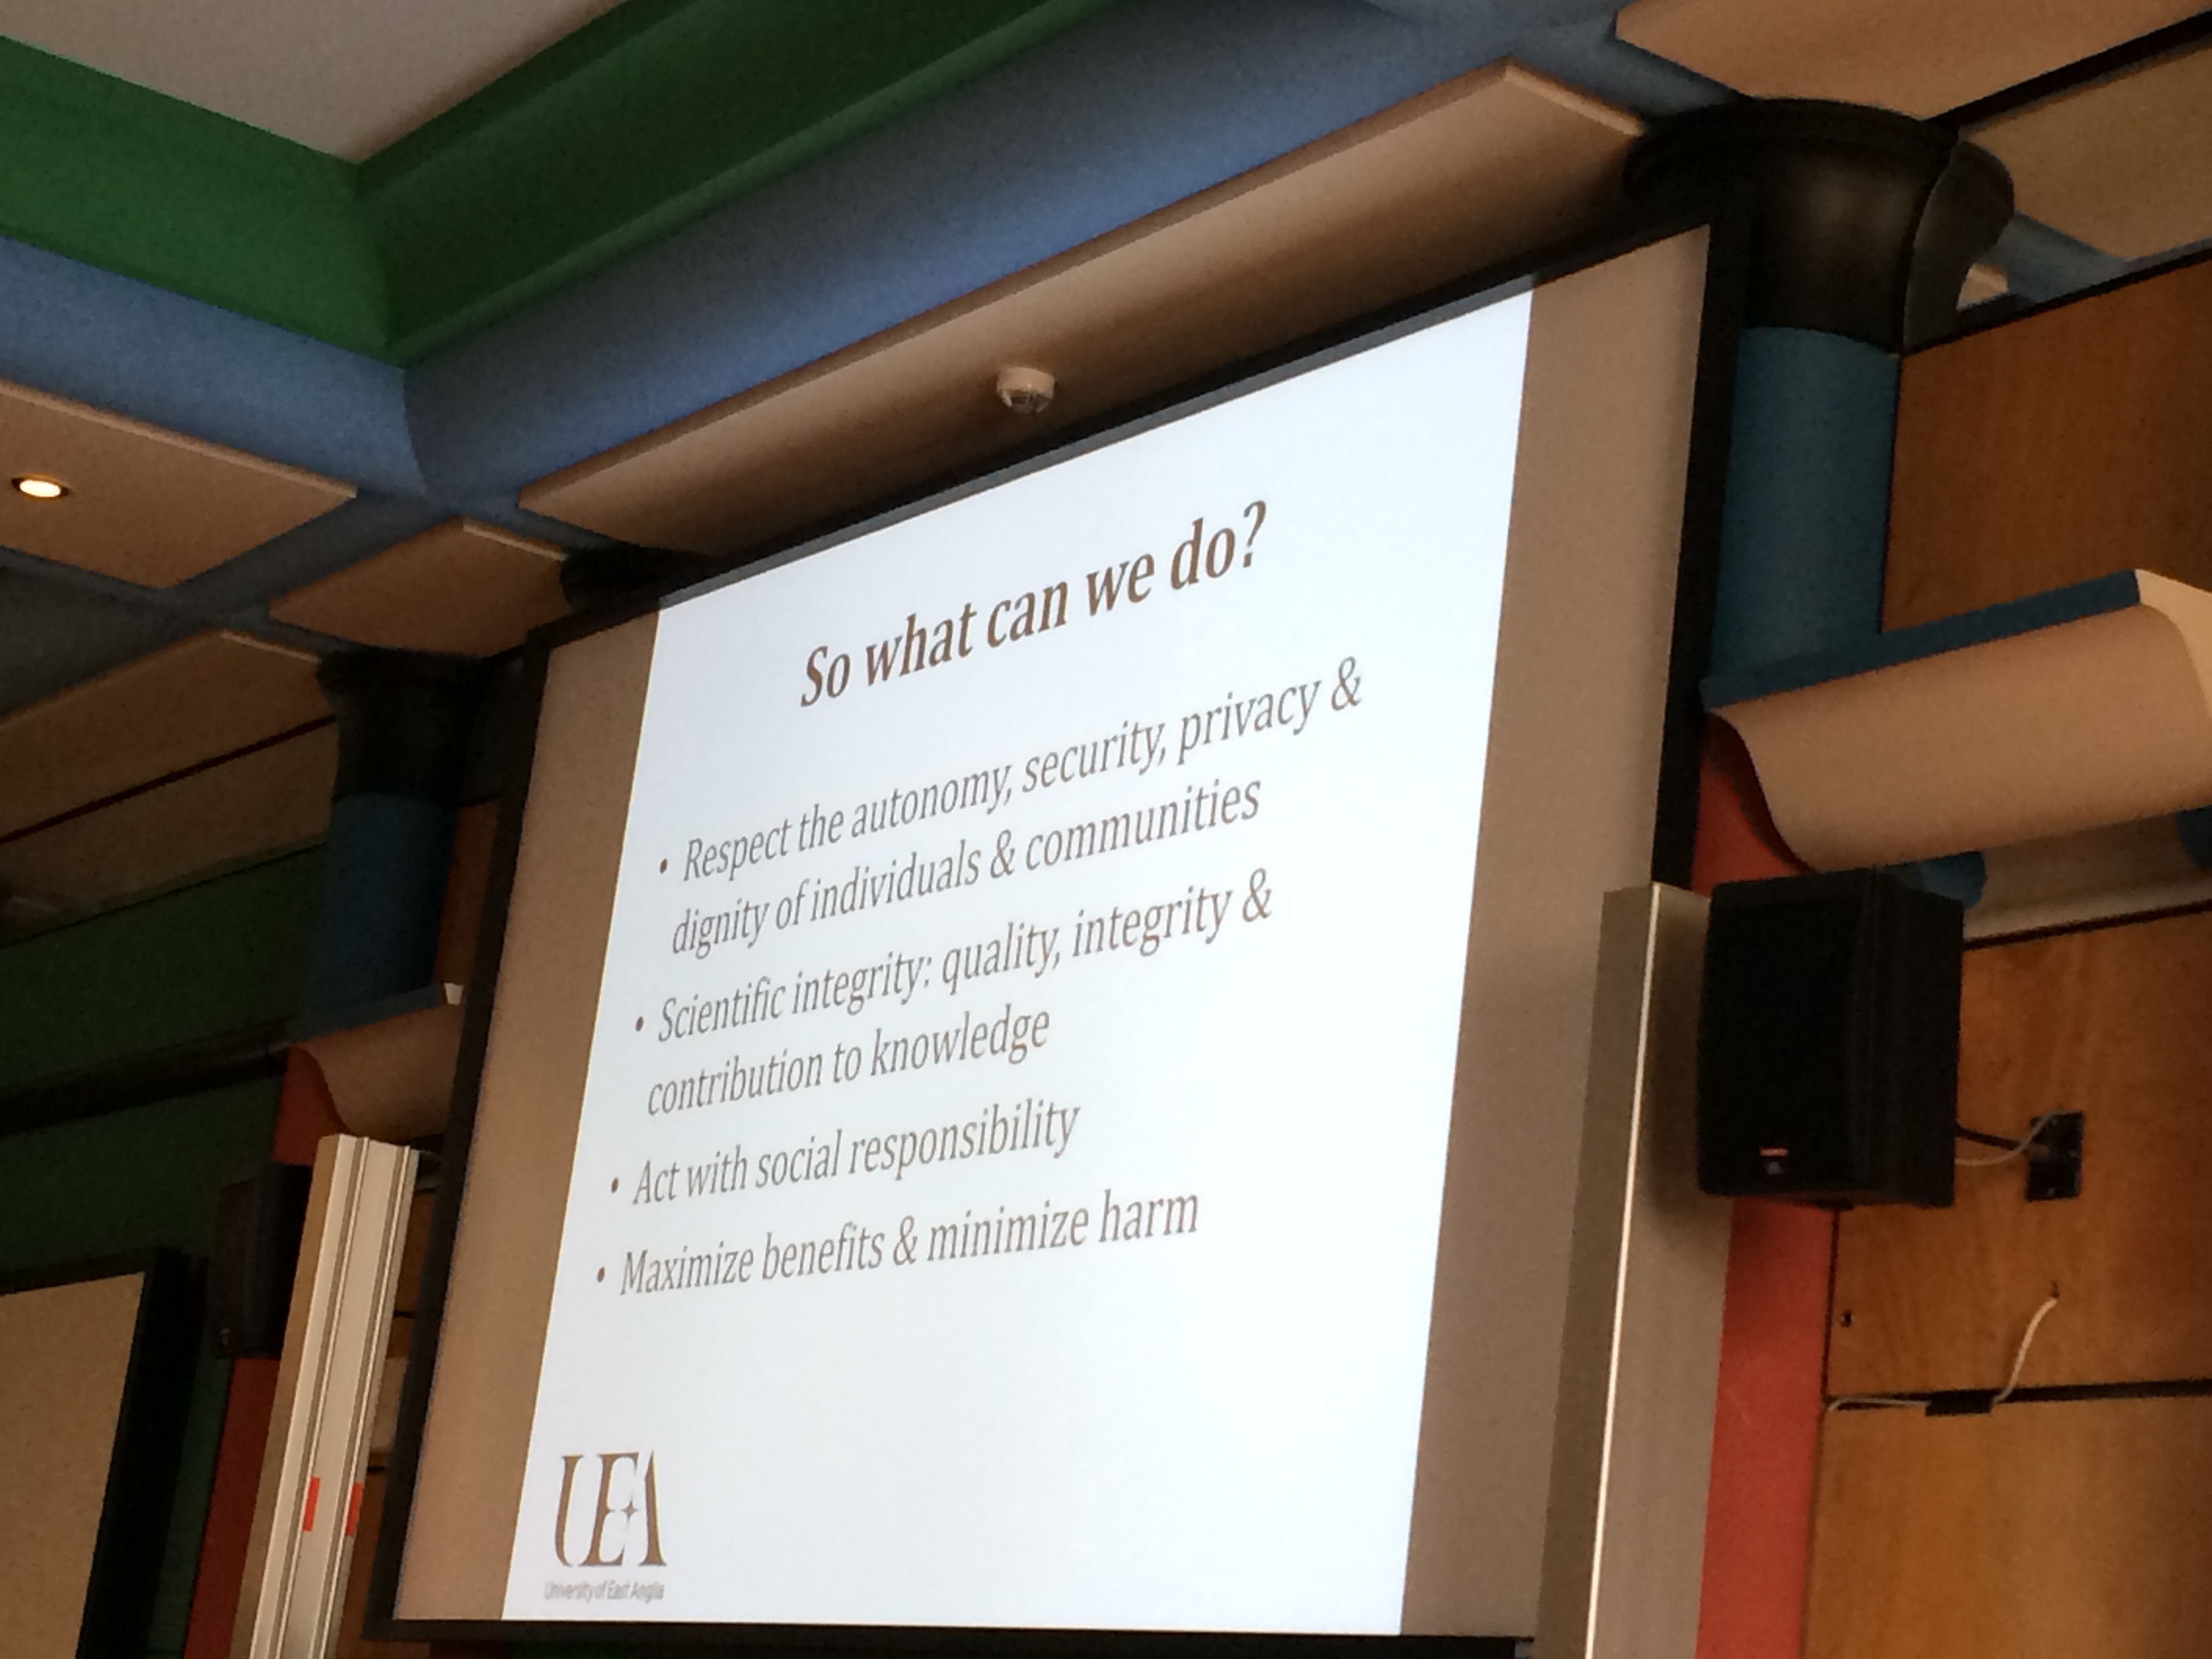 So what can we do?
• Respect the autonomy, security, privacy &
dignity of individuals & communities
• Scientific integrity: quality, integrity &
contribution to knowledge
• Act with social responsibility
• Maximize benefits & minimize harm
UEA
University of East Anglia